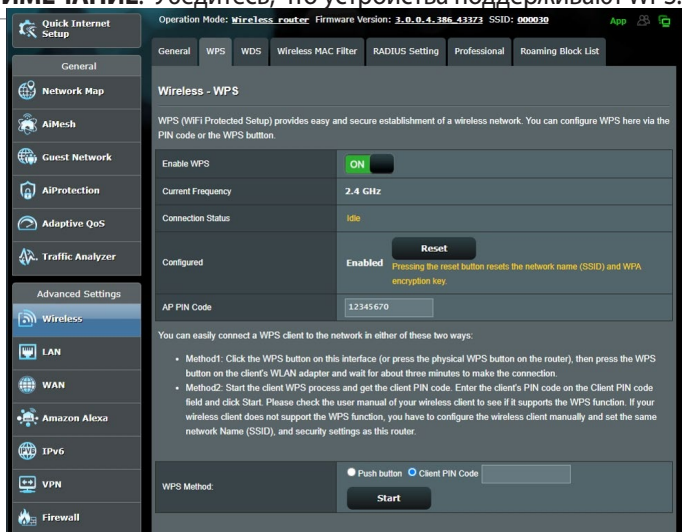 ИМЕЧАНИЕ. Убедитесь, что устройства поддерживают WPS.
Quick Internet
Setup
Operation Mode: Wireless router Firmware Version: 3.0.0.4.386_43373 SSID: 000030
App
General
WPS
WDS
Wireless MAC Filter
RADIUS Setting
Professional
Roaming Block List
General
Network Map
AiMesh
Guest Network
AiProtection
Adaptive QoS
Traffic Analyzer
Advanced Settings
Wireless
LAN
WAN
Amazon Alexa
IPv6
VPN
Firewall
Wireless - WPS
WPS (WiFi Protected Setup) provides easy and secure establishment of a wireless network. You can configure WPS here via the
PIN code or the WPS buttton.
Enable WPS
ON
Current Frequency
2.4 GHz
Connection Status
Idle
Configured
Enabled
Reset
Pressing the reset button resets the network name (SSID) and WPA
encryption key.
AP PIN Code
12345670
You can easily connect a WPS client to the network in either of these two ways:
• Method1: Click the WPS button on this interface (or press the physical WPS button on the router), then press the WPS
button on the client's WLAN adapter and wait for about three minutes to make the connection.
• Method2: Start the client WPS process and get the client PIN code. Enter the client's PIN code on the Client PIN code
field and click Start. Please check the user manual of your wireless client to see if it supports the WPS function. If your
wireless client does not support the WPS function, you have to configure the wireless client manually and set the same
network Name (SSID), and security settings as this router.
WPS Method:
Push button
Client PIN Code
Start